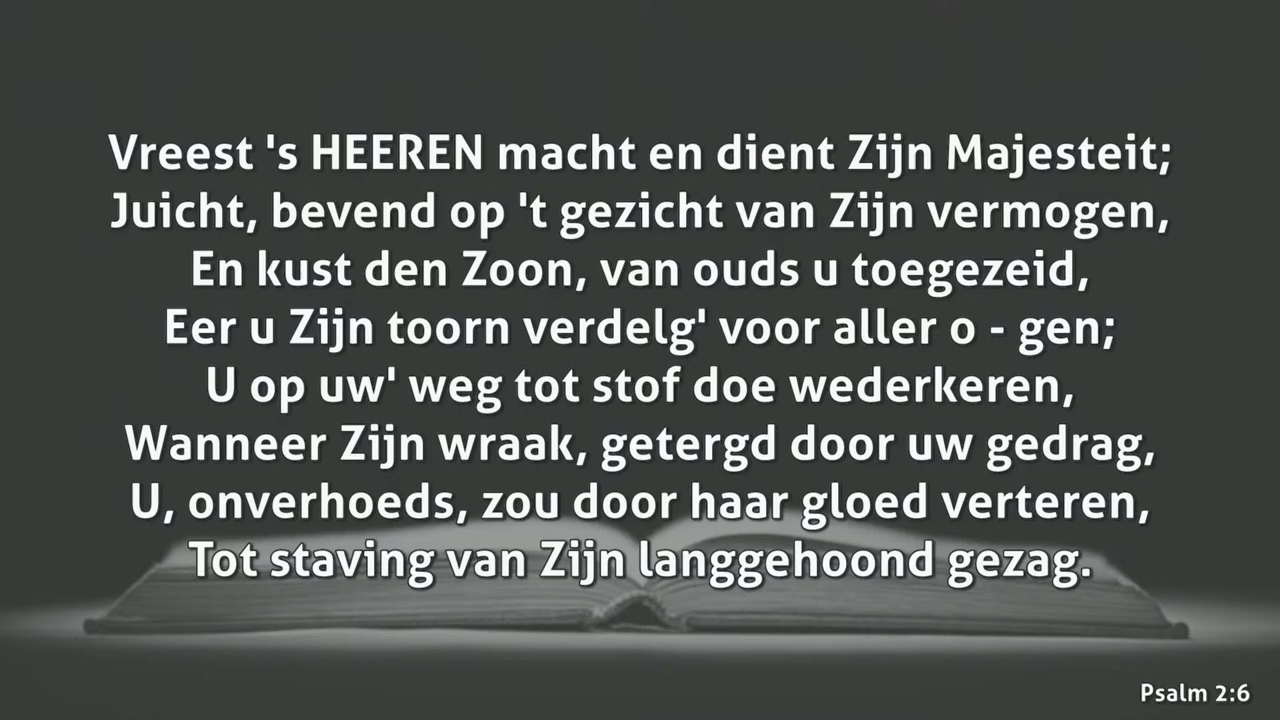 Vreest 's HEEREN macht en dient Zijn Majesteit;
Juicht, bevend op 't gezicht van Zijn vermogen,
En kust den Zoon, van ouds u toegezeid,
Eer u Zijn toorn verdelg' voor aller o - gen;
U op uw' weg tot stof doe wederkeren,
Wanneer Zijn wraak, getergd door uw gedrag,
U, onverhoeds, zou door haar gloed verteren,
Tot staving van Zijn langgehoond gezag.
Psalm 2:6